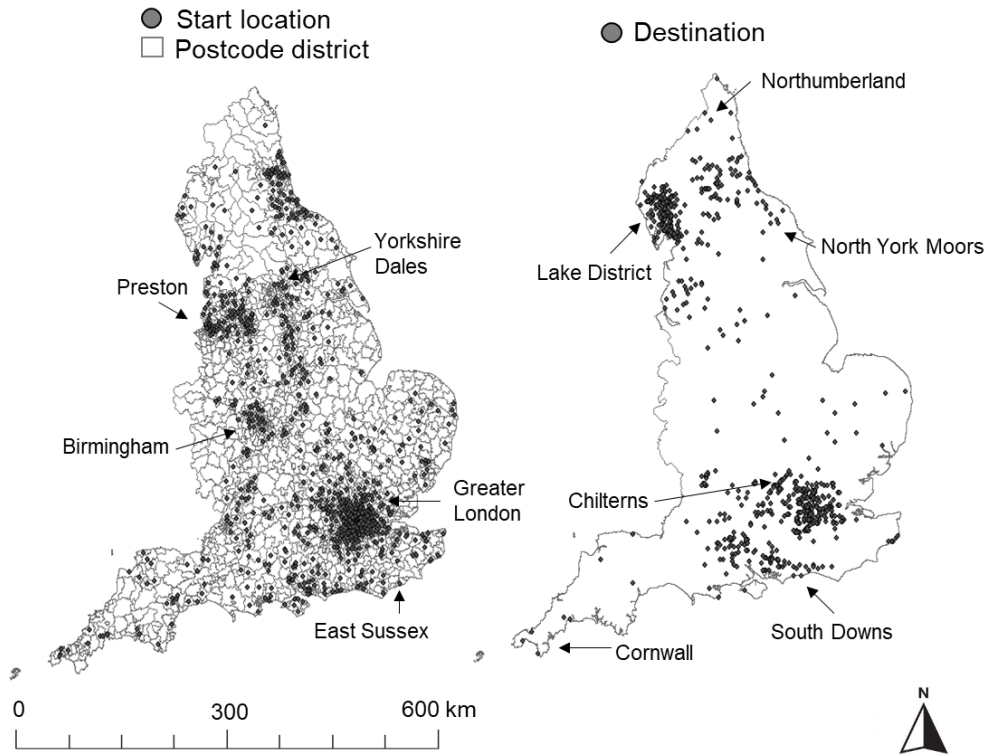 Start location
Postcode district
Destination
Northumberland
Yorkshire
Dales
North York Moors
Lake District
Preston
Birmingham
Greater
London
Chilterns
East Sussex
South Downs
Cornwall
0 300 600 km
N